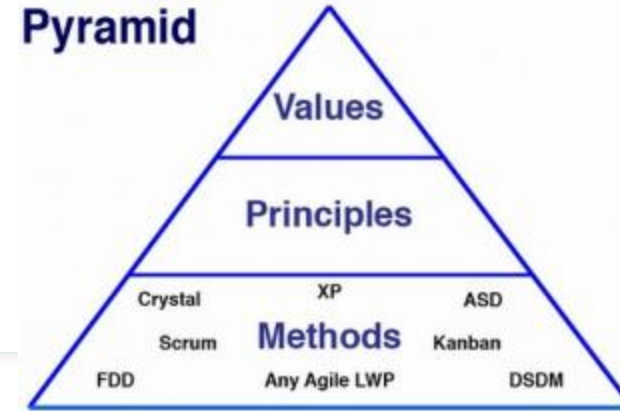 Pyramid
Values
Principles
Crystal XP ASD
Scrum Methods Kanban
FDD Any Agile LWP DSDM